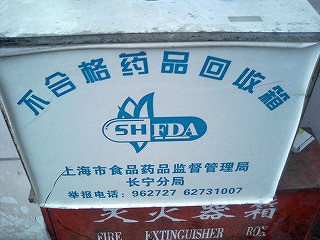 不合格药品回收箱
SHFDA
上海市食品药品监督管理局
长宁分局
举报电话：962727 62731007
灭火器箱
FIRE EXTINGUISHER BOX